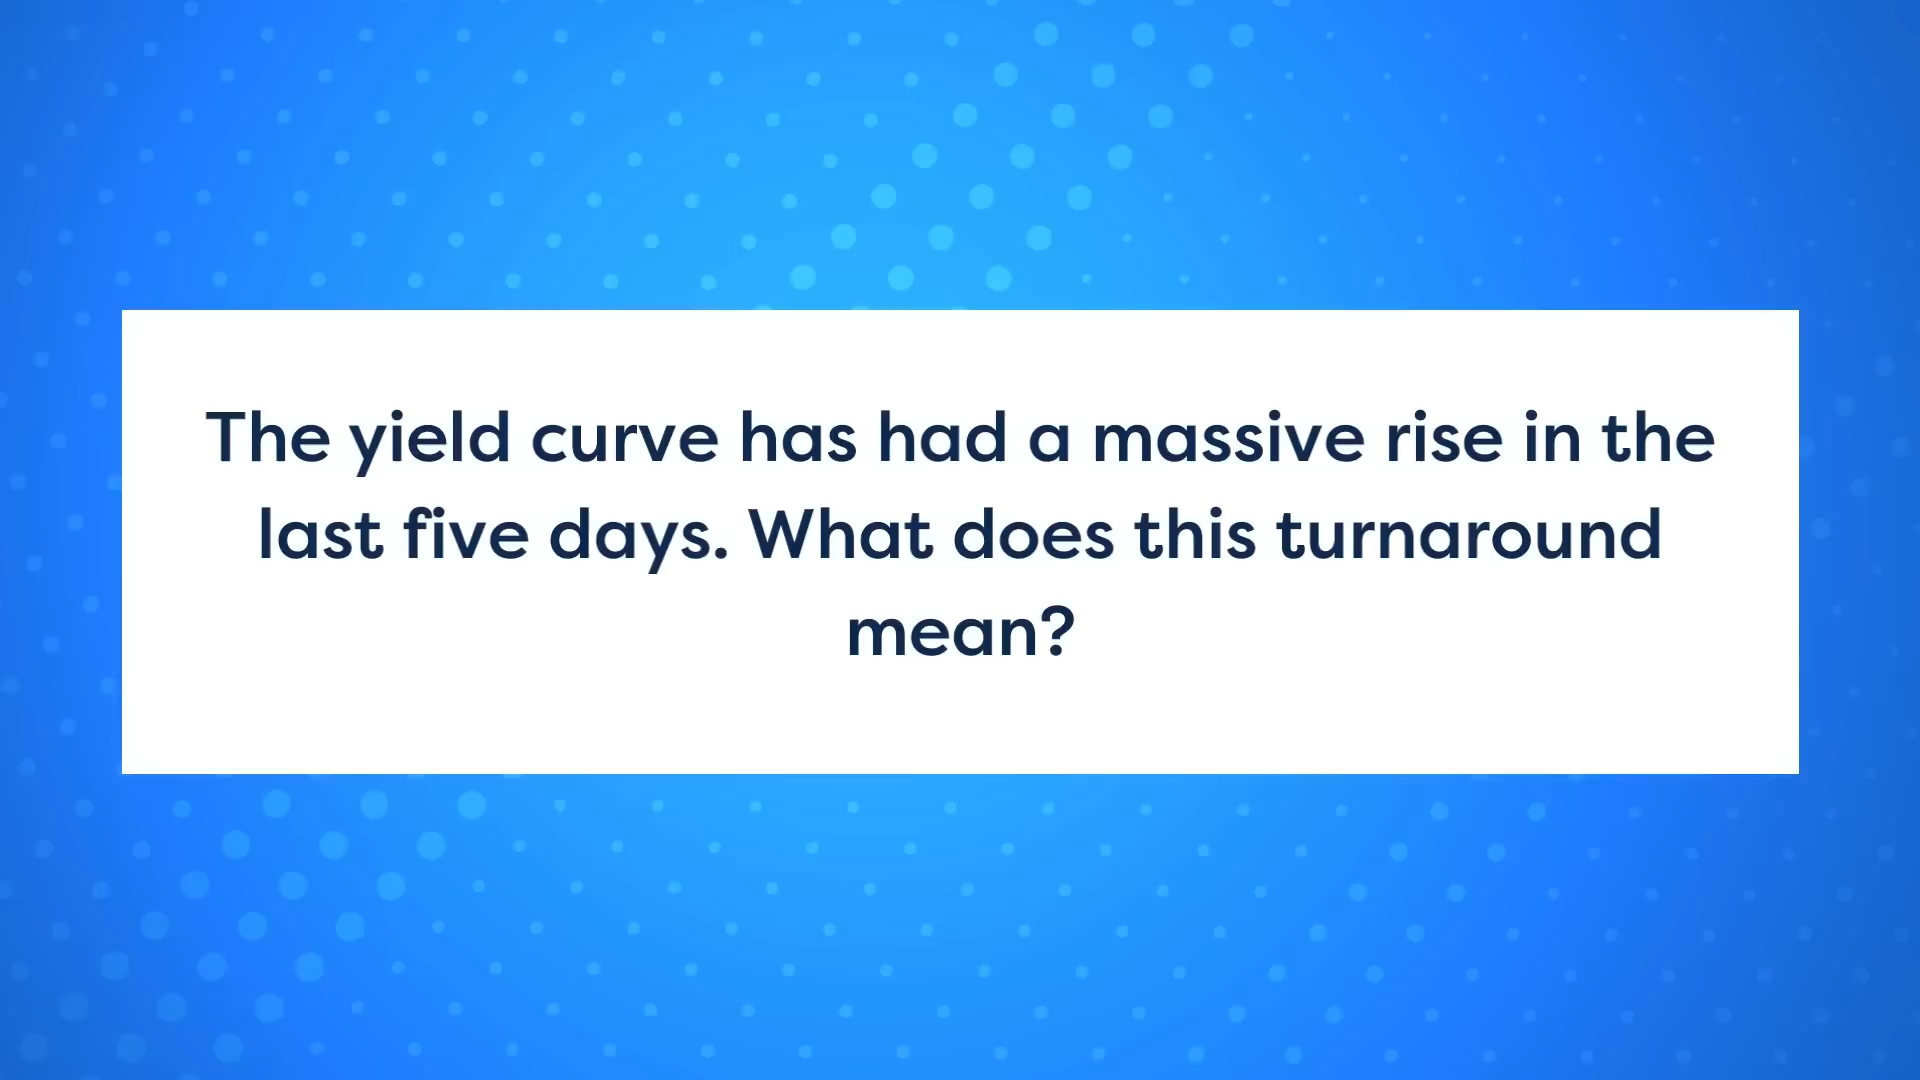 The yield curve has had a massive rise in the
last five days. What does this turnaround
mean?